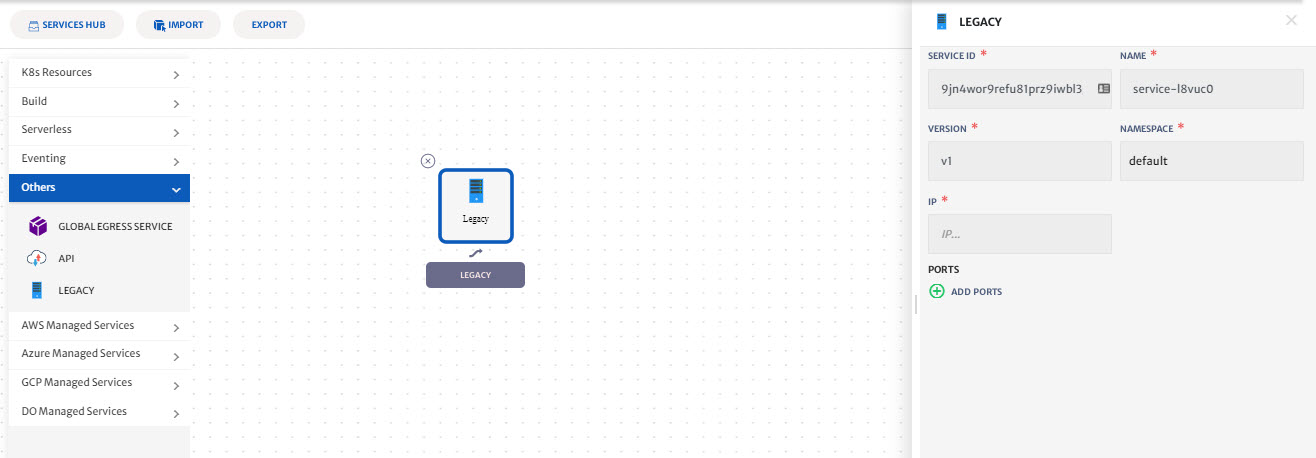 SERVICES HUB
IMPORT
EXPORT
K8s Resources
Build
Serverless
Eventing
Others
GLOBAL EGRESS SERVICE
API
LEGACY
AWS Managed Services
Azure Managed Services
GCP Managed Services
DO Managed Services
Legacy
LEGACY
LEGACY
SERVICE ID *
NAME *
9jn4wor9refu81prz9iwbl3
service-l8vuc0
VERSION *
NAMESPACE *
v1
default
IP *
IP...
PORTS
ADD PORTS